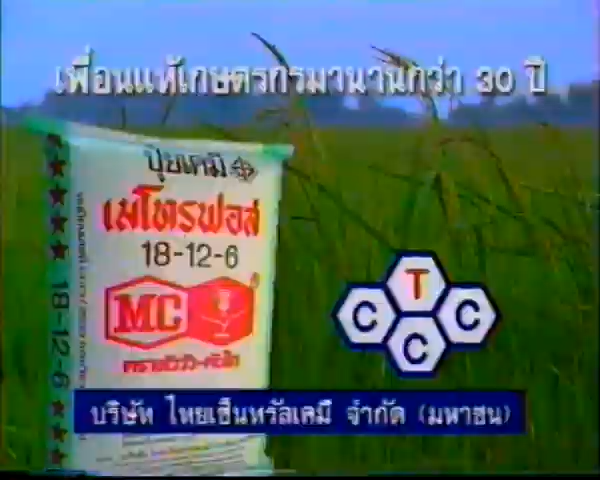 เพื่อนแท้เกษตรกรมานานกว่า 30 ปี
ปุ๋ยเคมี
เมโทรฟอส
18-12-6
MC
18-12-6
T
C C
C
บริษัท ไทยเซ็นทรัลเคมี จำกัด (มหาชน)